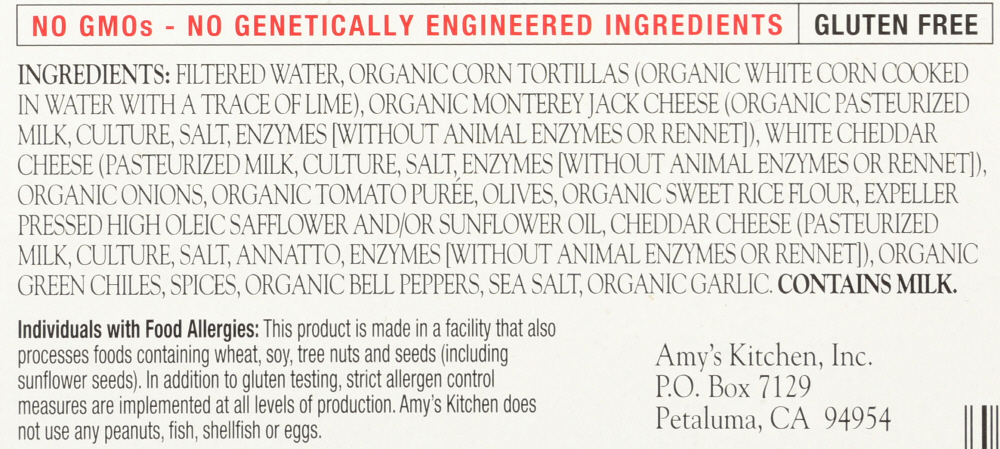 NO GMOs - NO GENETICALLY ENGINEERED INGREDIENTS GLUTEN FREE
INGREDIENTS: FILTERED WATER, ORGANIC CORN TORTILLAS (ORGANIC WHITE CORN COOKED
IN WATER WITH A TRACE OF LIME), ORGANIC MONTEREY JACK CHEESE (ORGANIC PASTEURIZED
MILK, CULTURE, SALT, ENZYMES [WITHOUT ANIMAL ENZYMES OR RENNET]), WHITE CHEDDAR
CHEESE (PASTEURIZED MILK, CULTURE, SALT, ENZYMES [WITHOUT ANIMAL ENZYMES OR RENNET]),
ORGANIC ONIONS, ORGANIC TOMATO PURÉE, OLIVES, ORGANIC SWEET RICE FLOUR, EXPELLER
PRESSED HIGH OLEIC SAFFLOWER AND/OR SUNFLOWER OIL, CHEDDAR CHEESE (PASTEURIZED
MILK, CULTURE, SALT, ANNATTO, ENZYMES [WITHOUT ANIMAL ENZYMES OR RENNET]), ORGANIC
GREEN CHILES, SPICES, ORGANIC BELL PEPPERS, SEA SALT, ORGANIC GARLIC. CONTAINS MILK.
Individuals with Food Allergies: This product is made in a facility that also
processes foods containing wheat, soy, tree nuts and seeds (including
sunflower seeds). In addition to gluten testing, strict allergen control
measures are implemented at all levels of production. Amy's Kitchen does
not use any peanuts, fish, shellfish or eggs.
Amy's Kitchen, Inc.
P.O. Box 7129
Petaluma, CA 94954